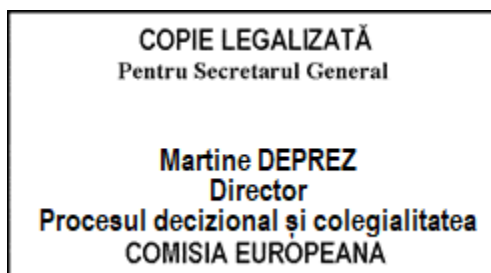 COPIE LEGALIZATĂ
Pentru Secretarul General
Martine DEPREZ
Director
Procesul decizional și colegialitatea
COMISIA EUROPEANA